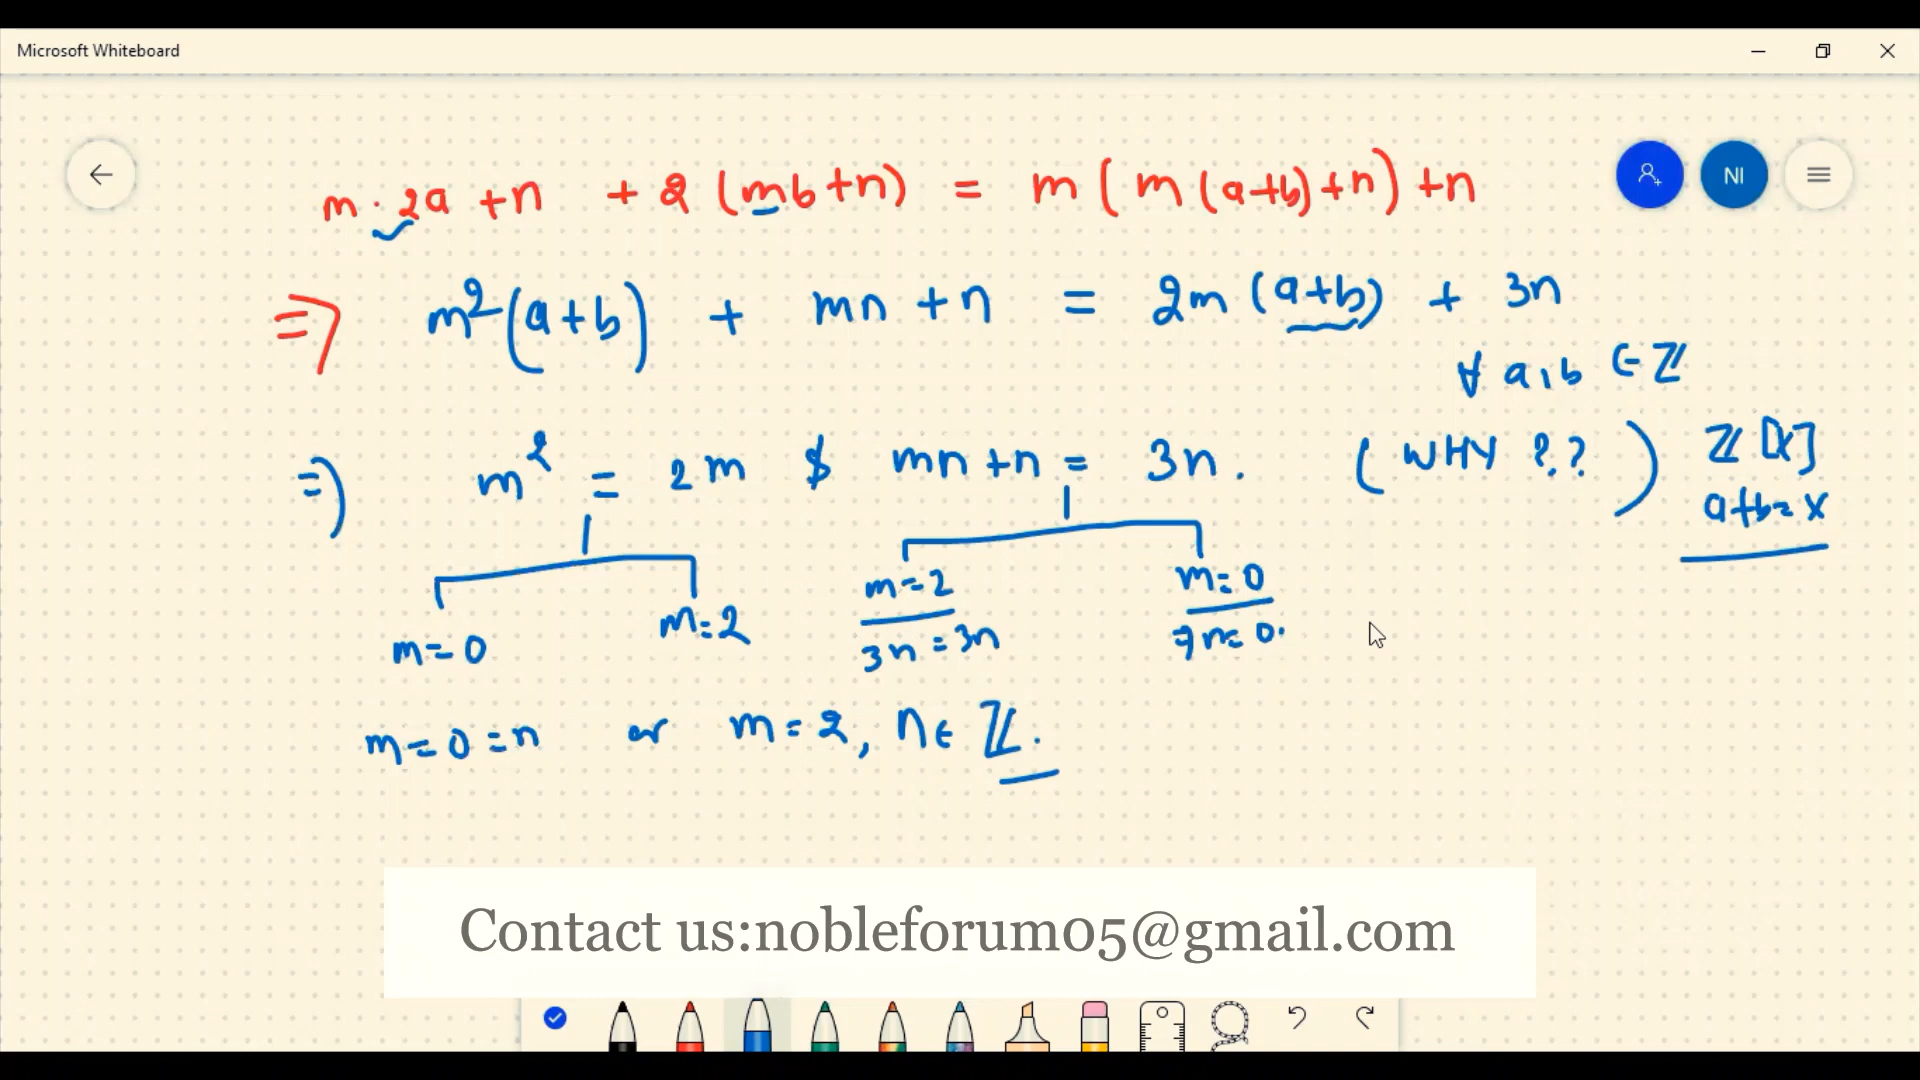 Microsoft Whiteboard
NI
m · 2a + n + 2 (mb + n) = m ( m (a+b) + n) + n
⇒ m² (a+b) + mn + n = 2m (a+b) + 3n
∀ a, b ∈ ℤ
⇒ m² = 2m $ mn + n = 3n. ( WHY ?? ) ℤ [x]
a+b = x
m = 2 m = 0
m = 0 m = 2 3n = 3n ⇒ n = 0.
m = 0 = n or m = 2, n ∈ ℤ.
Contact us:nobleforum05@gmail.com